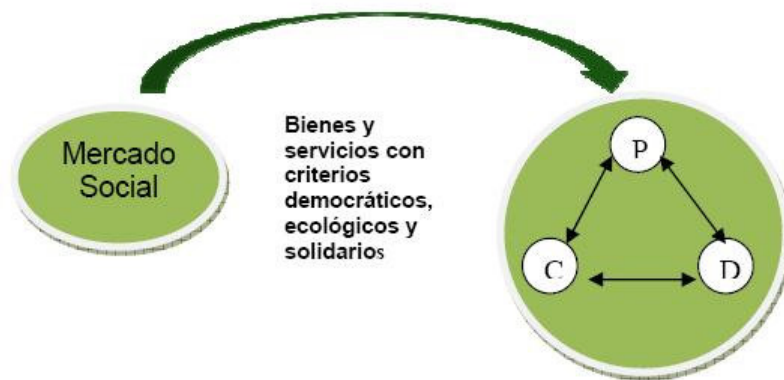 Mercado
Social
Bienes y
servicios con
criterios
democráticos,
ecológicos y
solidarios
P
C
D